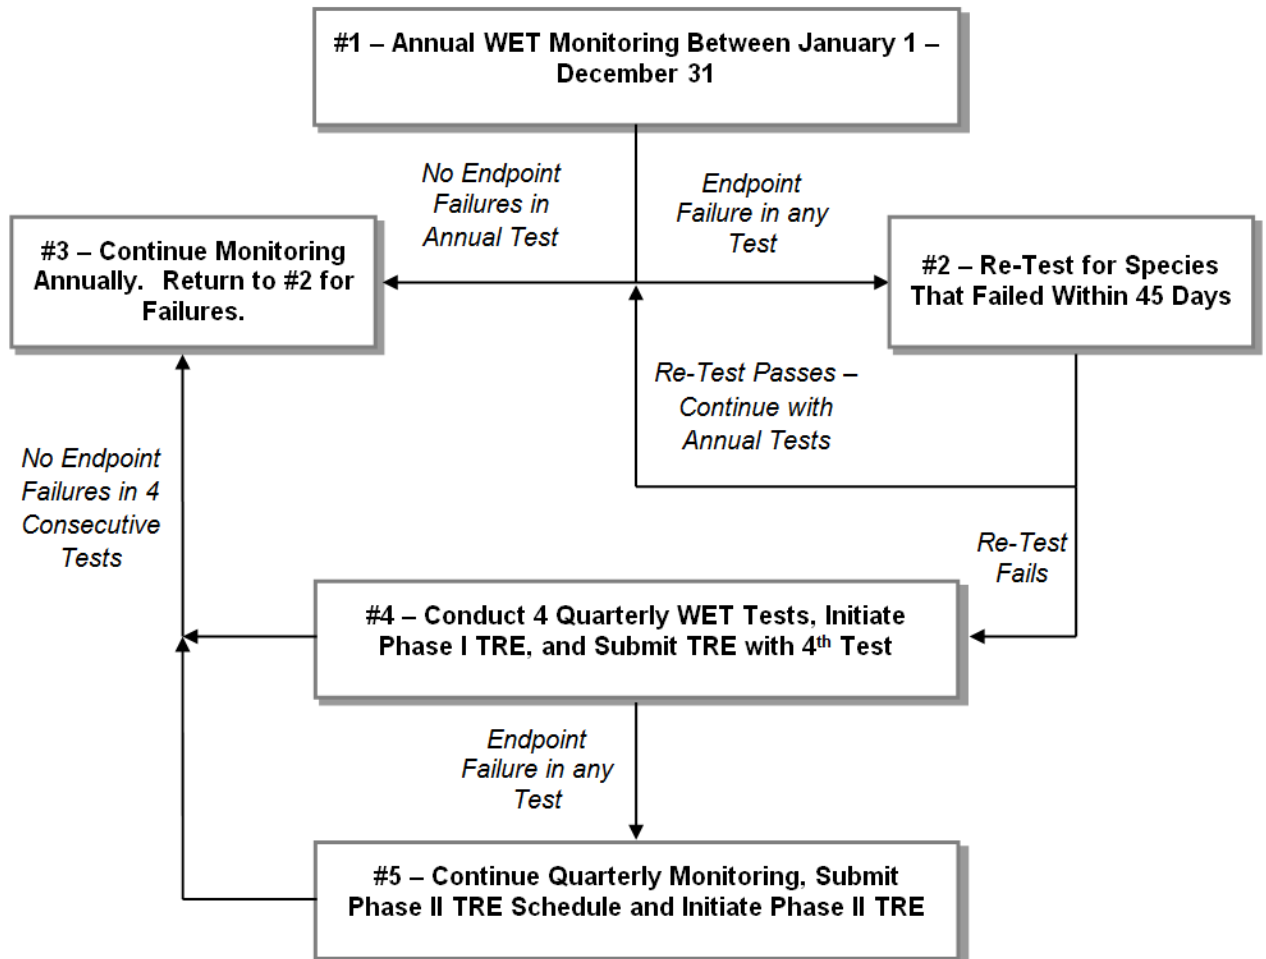 #1 – Annual WET Monitoring Between January 1 –
December 31
No Endpoint
Failures in
Annual Test
Endpoint
Failure in any
Test
#3 – Continue Monitoring
Annually. Return to #2 for
Failures.
#2 – Re-Test for Species
That Failed Within 45 Days
Re-Test Passes –
Continue with
Annual Tests
No Endpoint
Failures in 4
Consecutive
Tests
Re-Test
Fails
#4 – Conduct 4 Quarterly WET Tests, Initiate
Phase I TRE, and Submit TRE with 4th Test
Endpoint
Failure in any
Test
#5 – Continue Quarterly Monitoring, Submit
Phase II TRE Schedule and Initiate Phase II TRE